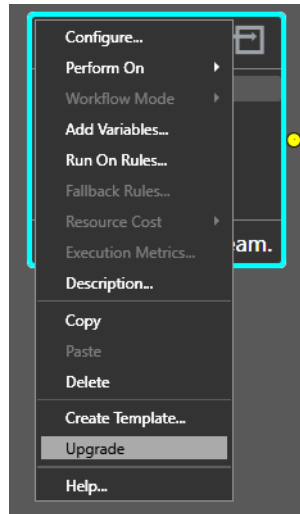 Configure...
Perform On
Workflow Mode
Add Variables...
Run On Rules...
Fallback Rules...
Resource Cost
Execution Metrics...
eam.
Description...
Copy
Paste
Delete
Create Template...
Upgrade
Help...